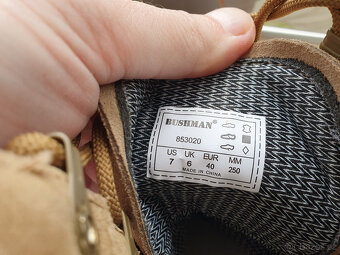 BUSHMAN®
853020
US UK EUR MM
7 6 40 250
MADE IN CHINA